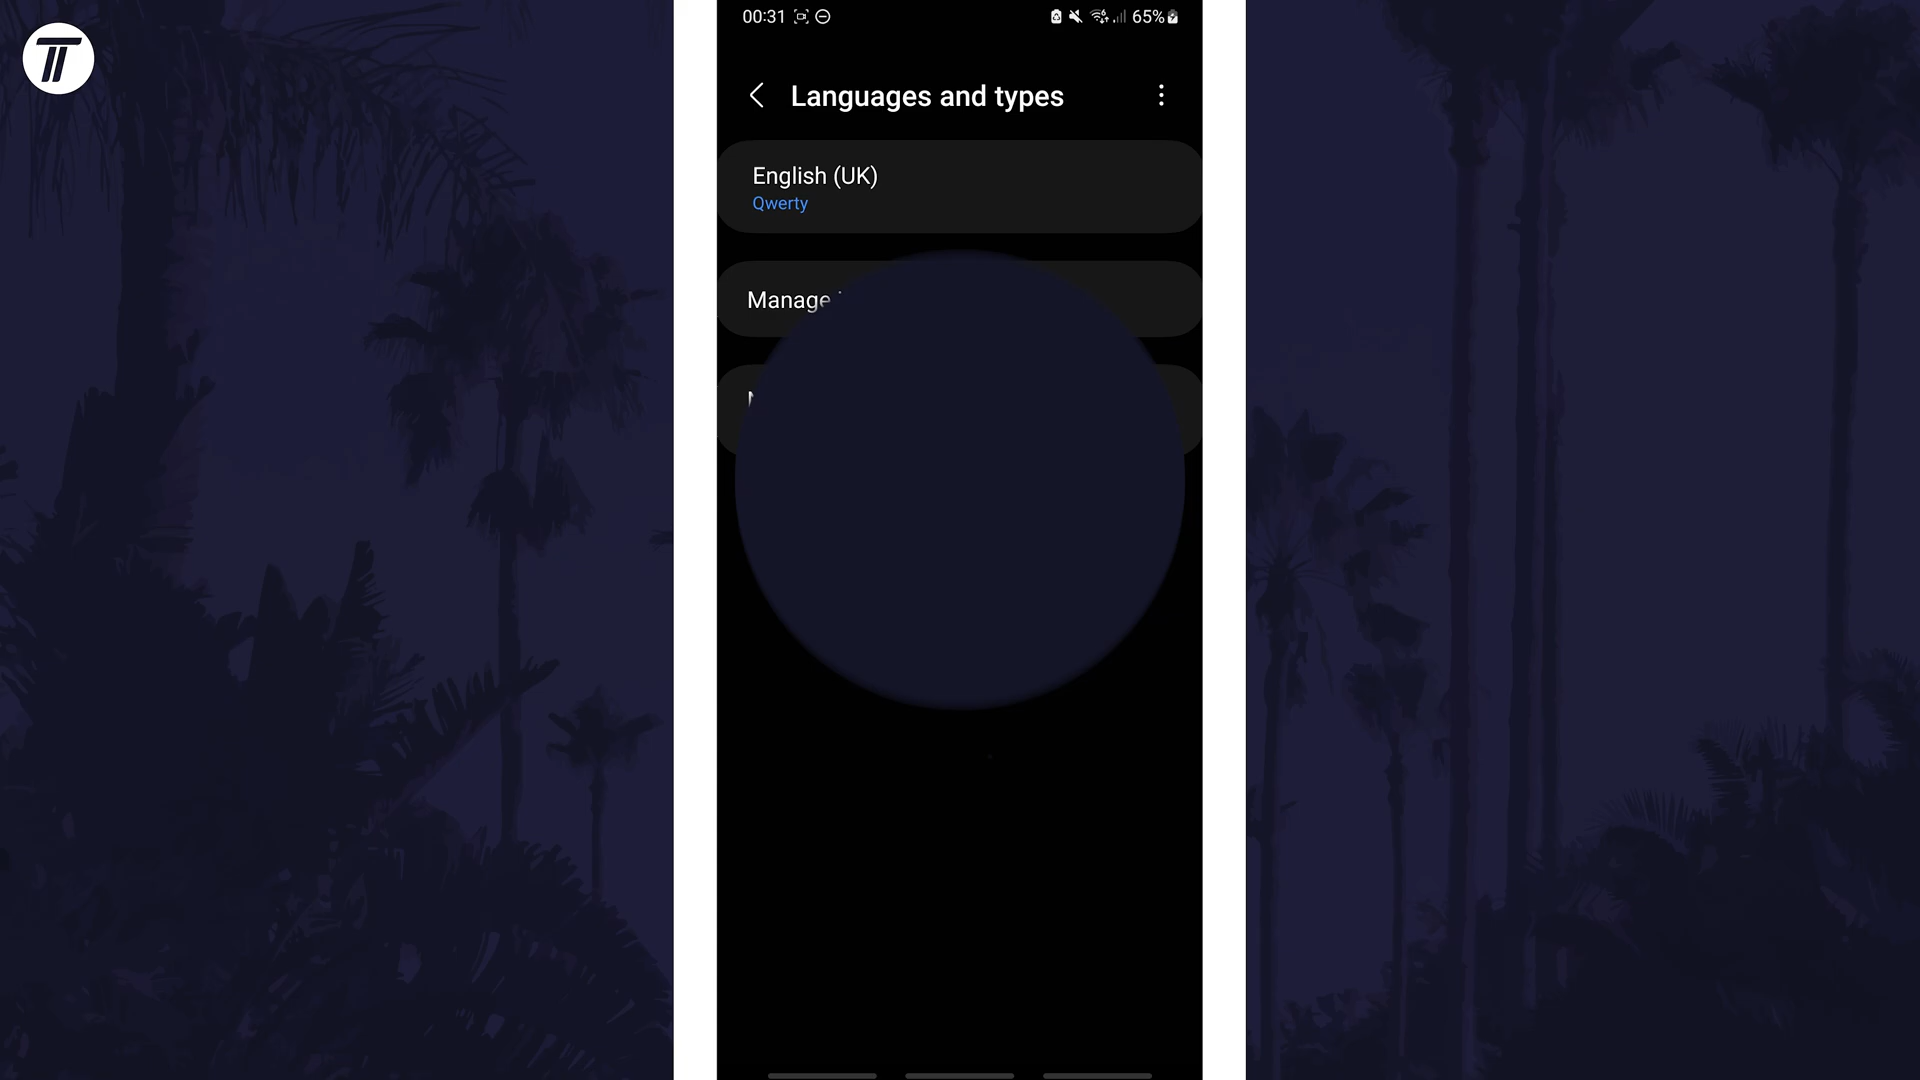 00:31 65%
Languages and types
English (UK)
Qwerty
Manage